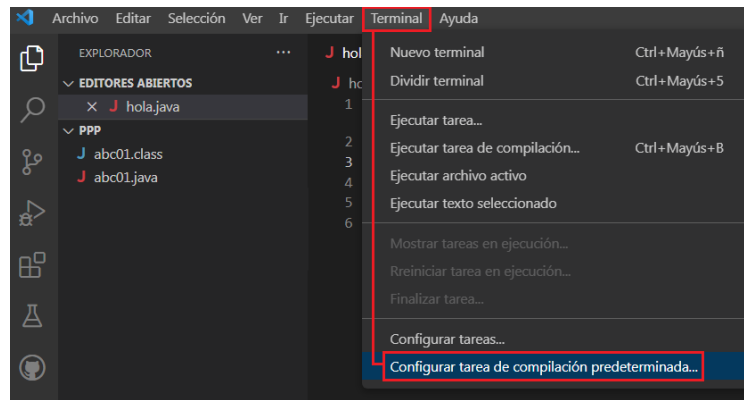 Archivo Editar Selección Ver Ir Ejecutar Terminal Ayuda
EXPLORADOR ...
EDITORES ABIERTOS
J hola.java
PPP
J abc01.class
J abc01.java
J hol
J ho
1
2
3
4
5
6
Nuevo terminal Ctrl+Mayús+ñ
Dividir terminal Ctrl+Mayús+5
Ejecutar tarea...
Ejecutar tarea de compilación... Ctrl+Mayús+B
Ejecutar archivo activo
Ejecutar texto seleccionado
Mostrar tareas en ejecución...
Rreiniciar tarea en ejecución...
Finalizar tarea...
Configurar tareas...
Configurar tarea de compilación predeterminada...